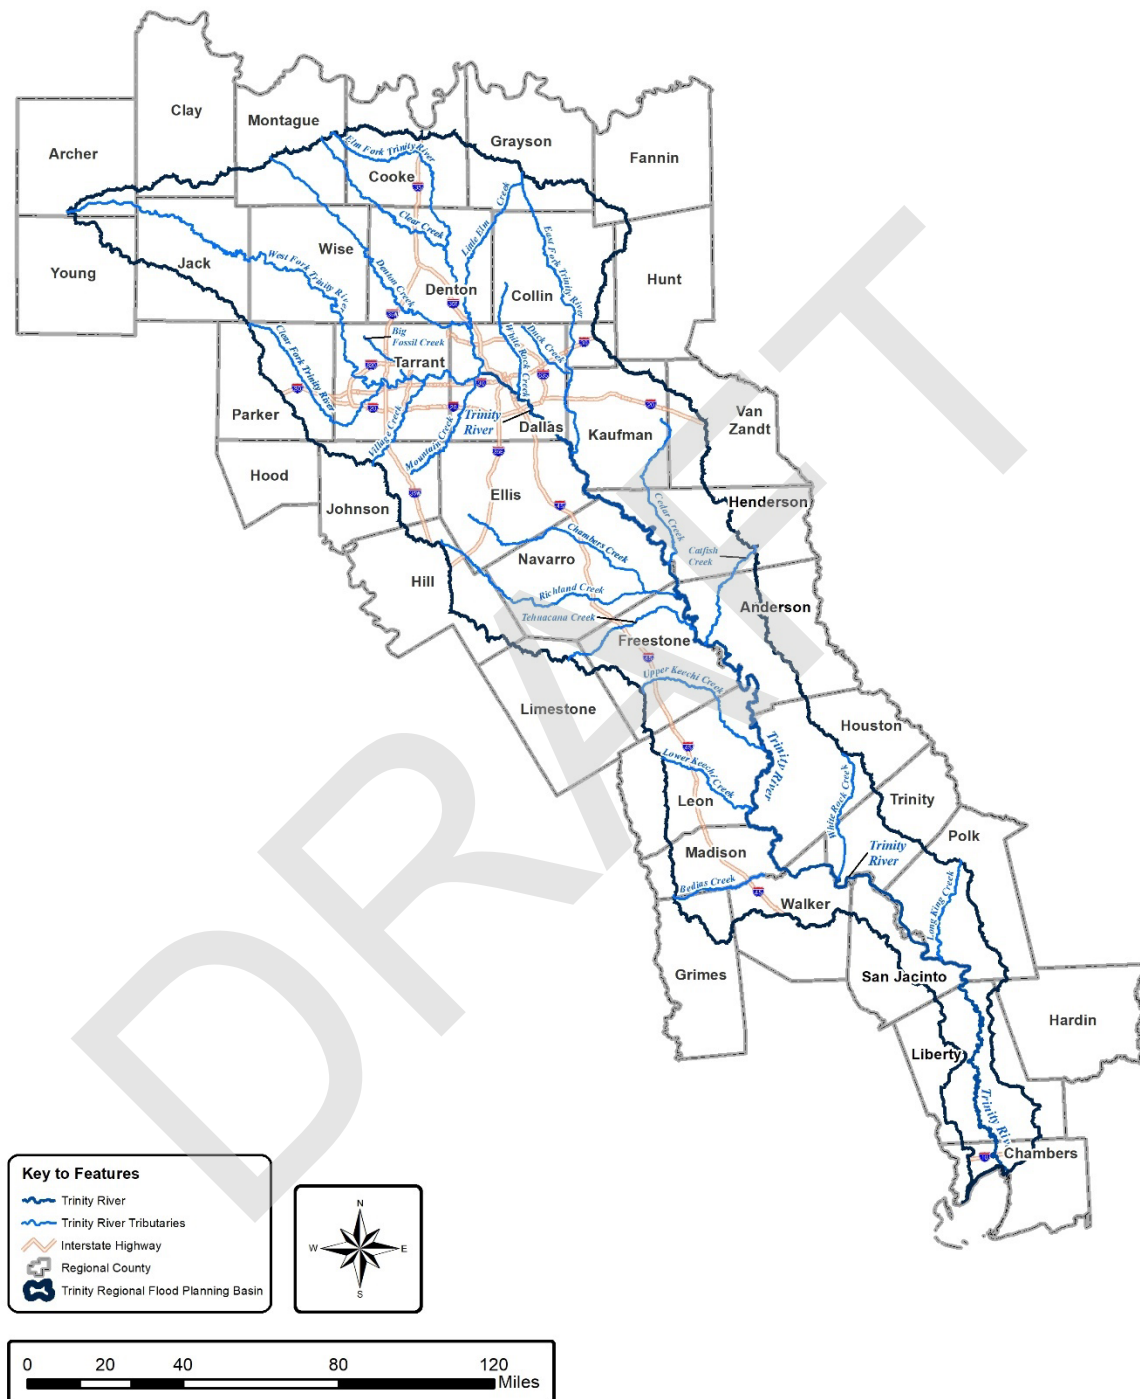 Clay
Montague
Grayson
Archer
Fannin
Elm Fork Trinity River
Cooke
35
Little Elm Creek
Clear Creek
East Fork Trinity River
Wise
Young
Jack
West Fork Trinity River
Denton Creek
Denton
Collin
Hunt
Big
Fossil Creek
Clear Fork Trinity River
Tarrant
White Rock Creek
Duck Creek
Parker
20
Trinity
River
Dallas
Kaufman
20
Van
Zandt
Village Creek
Mountain Creek
Hood
Johnson
Ellis
Henderson
Cedar Creek
Chambers Creek
Catfish
Creek
Navarro
Hill
Richland Creek
Anderson
Tehuacana Creek
Freestone
Upper Keechi Creek
Limestone
Houston
Trinity River
Lower Keechi Creek
Leon
White Rock Creek
Trinity
Polk
Madison
Trinity
River
Bedias Creek
Walker
Long King Creek
Grimes
San Jacinto
Hardin
Liberty
Trinity Riv
Chambers
DRAFT
Key to Features
Trinity River
Trinity River Tributaries
Interstate Highway
Regional County
Trinity Regional Flood Planning Basin
N
W E
S
0 20 40 80 120
Miles